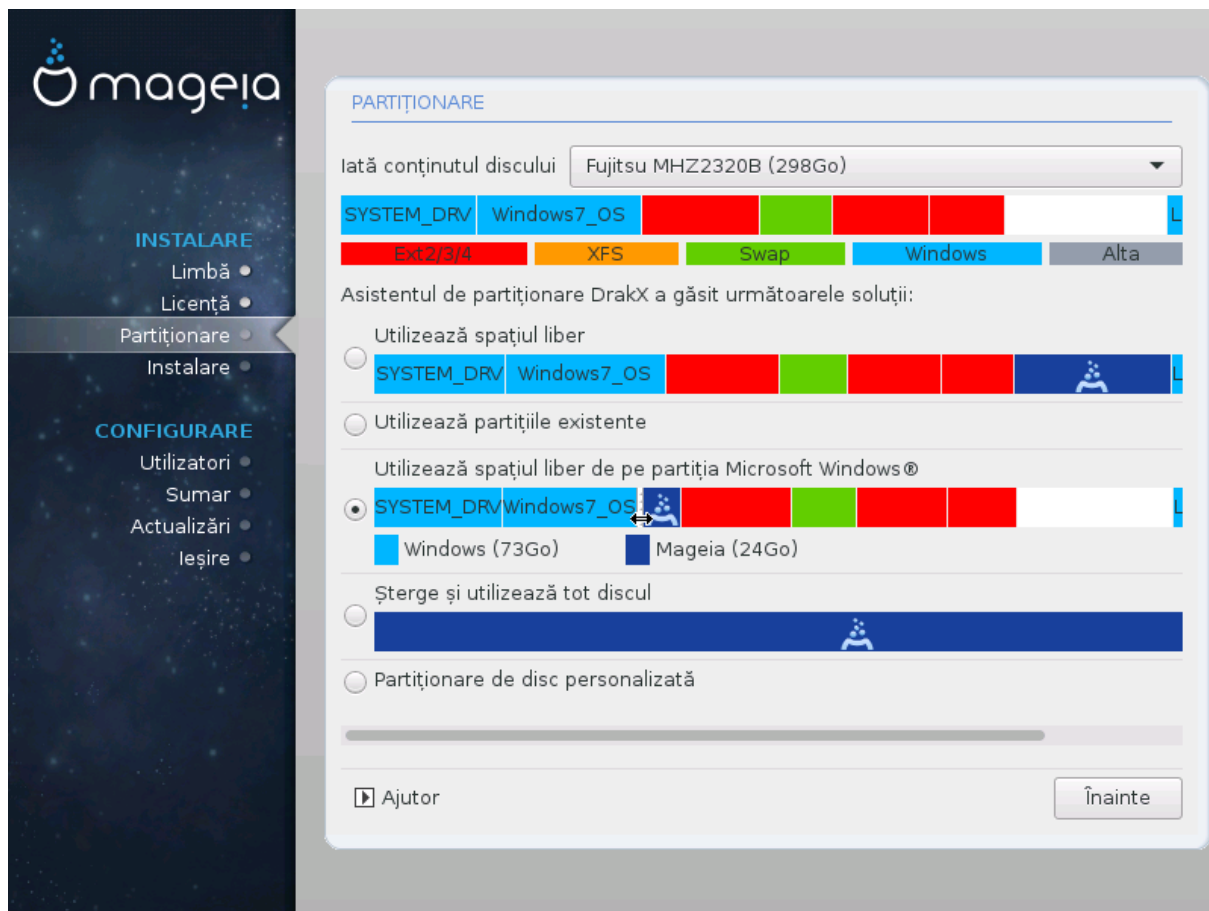 mageia
INSTALARE
Limbă
Licență
Partiționare
Instalare
CONFIGURARE
Utilizatori
Sumar
Actualizări
Ieșire
PARTIȚIONARE
Iată conținutul discului Fujitsu MHZ2320B (298Go)
SYSTEM_DRV Windows7_OS L
Ext2/3/4 XFS Swap Windows Alta
Asistentul de partiționare DrakX a găsit următoarele soluții:
Utilizează spațiul liber
SYSTEM_DRV Windows7_OS L
Utilizează partițiile existente
Utilizează spațiul liber de pe partiția Microsoft Windows®
SYSTEM_DRV Windows7_OS L
Windows (73Go) Mageia (24Go)
Șterge și utilizează tot discul
Partiționare de disc personalizată
Ajutor Înainte